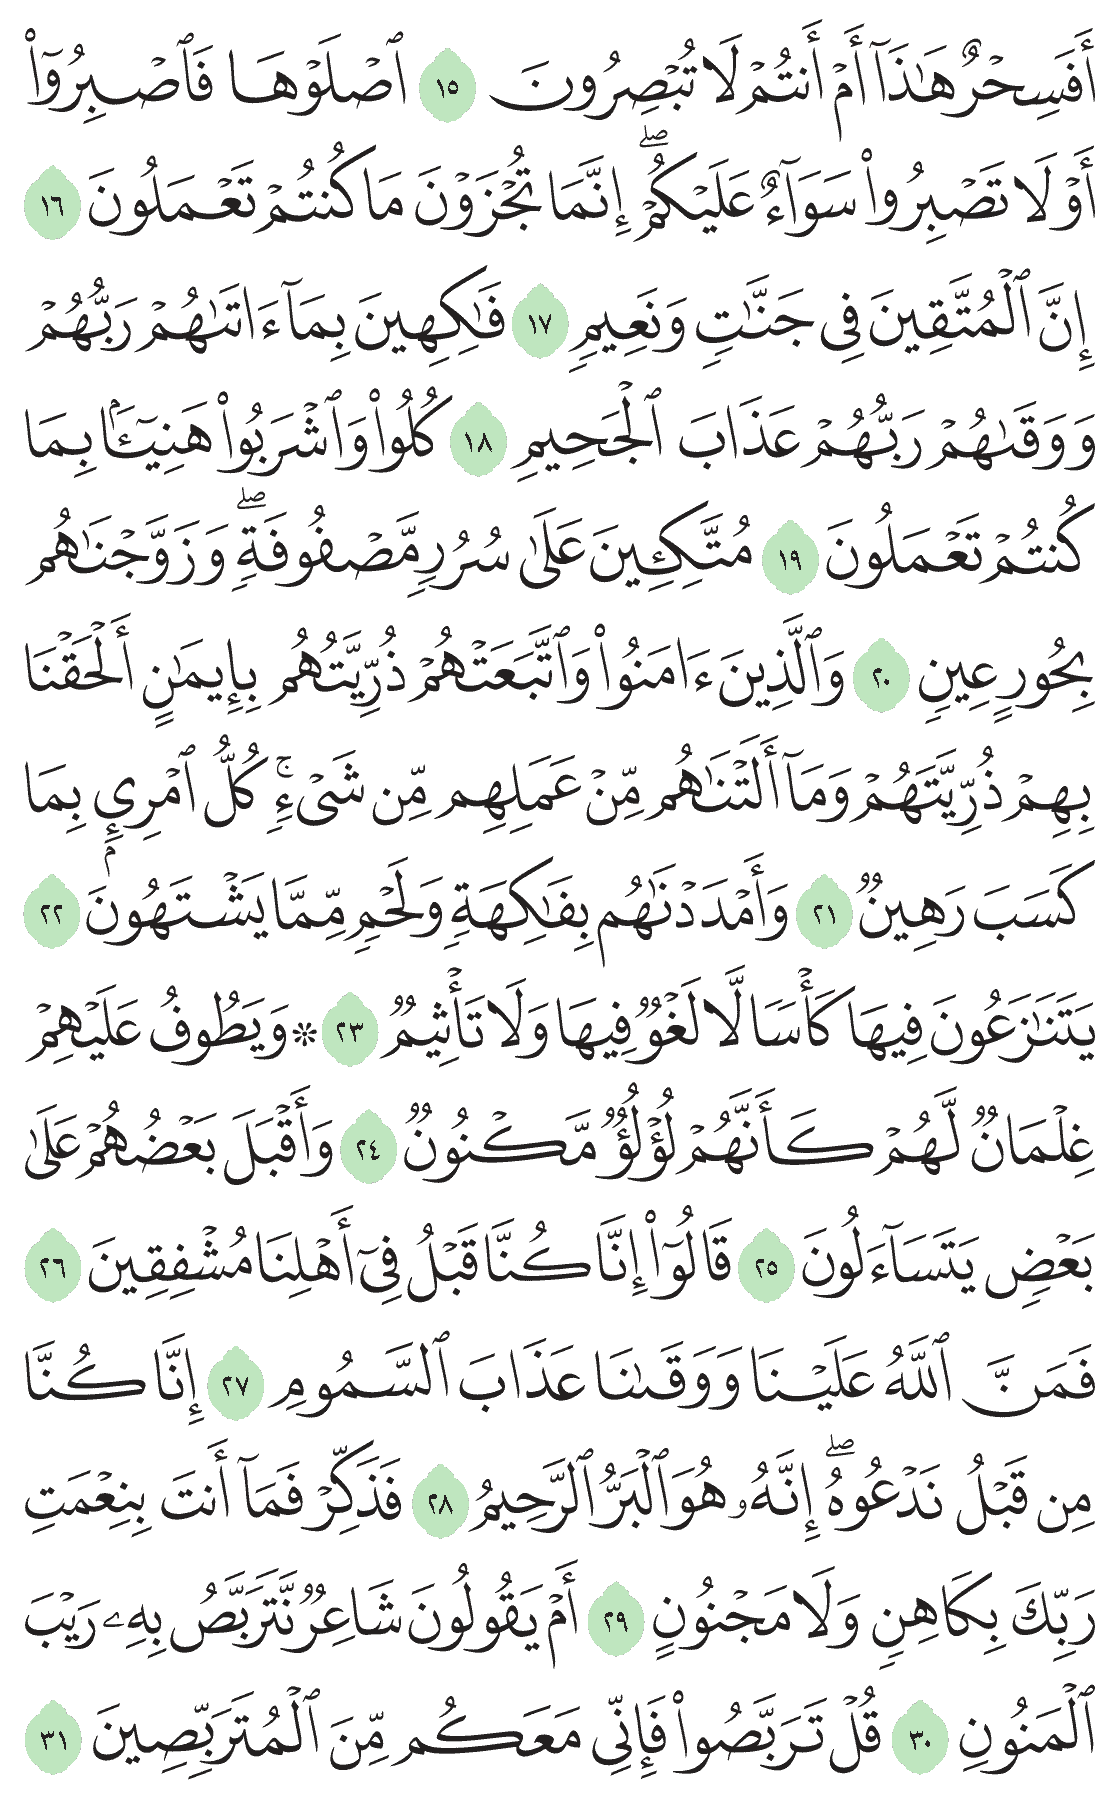 أَفَسِحْرٌ هَٰذَآ أَمْ أَنتُمْ لَا تُبْصِرُونَ ١٥ ٱصْلَوْهَا فَٱصْبِرُوٓا۟
أَوْ لَا تَصْبِرُوا۟ سَوَآءٌ عَلَيْكُمْ ۖ إِنَّمَا تُجْزَوْنَ مَا كُنتُمْ تَعْمَلُونَ ١٦
إِنَّ ٱلْمُتَّقِينَ فِى جَنَّٰتٍ وَنَعِيمٍ ١٧ فَٰكِهِينَ بِمَآ ءَاتَىٰهُمْ رَبُّهُمْ
وَوَقَىٰهُمْ رَبُّهُمْ عَذَابَ ٱلْجَحِيمِ ١٨ كُلُوا۟ وَٱشْرَبُوا۟ هَنِيٓـًٔۢا بِمَا
كُنتُمْ تَعْمَلُونَ ١٩ مُتَّكِـِٔينَ عَلَىٰ سُرُرٍ مَّصْفُوفَةٍ ۖ وَزَوَّجْنَٰهُم
بِحُورٍ عِينٍ ٢٠ وَٱلَّذِينَ ءَامَنُوا۟ وَٱتَّبَعَتْهُمْ ذُرِّيَّتُهُم بِإِيمَٰنٍ أَلْحَقْنَا
بِهِمْ ذُرِّيَّتَهُمْ وَمَآ أَلَتْنَٰهُم مِّنْ عَمَلِهِم مِّن شَىْءٍ ۚ كُلُّ ٱمْرِئٍۭ بِمَا
كَسَبَ رَهِينٌ ٢١ وَأَمْدَدْنَٰهُم بِفَٰكِهَةٍ وَلَحْمٍ مِّمَّا يَشْتَهُونَ ٢٢
يَتَنَٰزَعُونَ فِيهَا كَأْسًا لَّا لَغْوٌ فِيهَا وَلَا تَأْثِيمٌ ٢٣ ۞ وَيَطُوفُ عَلَيْهِمْ
غِلْمَانٌ لَّهُمْ كَأَنَّهُمْ لُؤْلُؤٌ مَّكْنُونٌ ٢٤ وَأَقْبَلَ بَعْضُهُمْ عَلَىٰ
بَعْضٍ يَتَسَآءَلُونَ ٢٥ قَالُوٓا۟ إِنَّا كُنَّا قَبْلُ فِىٓ أَهْلِنَا مُشْفِقِينَ ٢٦
فَمَنَّ ٱللَّهُ عَلَيْنَا وَوَقَىٰنَا عَذَابَ ٱلسَّمُومِ ٢٧ إِنَّا كُنَّا
مِن قَبْلُ نَدْعُوهُ ۖ إِنَّهُۥ هُوَ ٱلْبَرُّ ٱلرَّحِيمُ ٢٨ فَذَكِّرْ فَمَآ أَنتَ بِنِعْمَتِ
رَبِّكَ بِكَاهِنٍ وَلَا مَجْنُونٍ ٢٩ أَمْ يَقُولُونَ شَاعِرٌ نَّتَرَبَّصُ بِهِۦ رَيْبَ
ٱلْمَنُونِ ٣٠ قُلْ تَرَبَّصُوا۟ فَإِنِّى مَعَكُم مِّنَ ٱلْمُتَرَبِّصِينَ ٣١